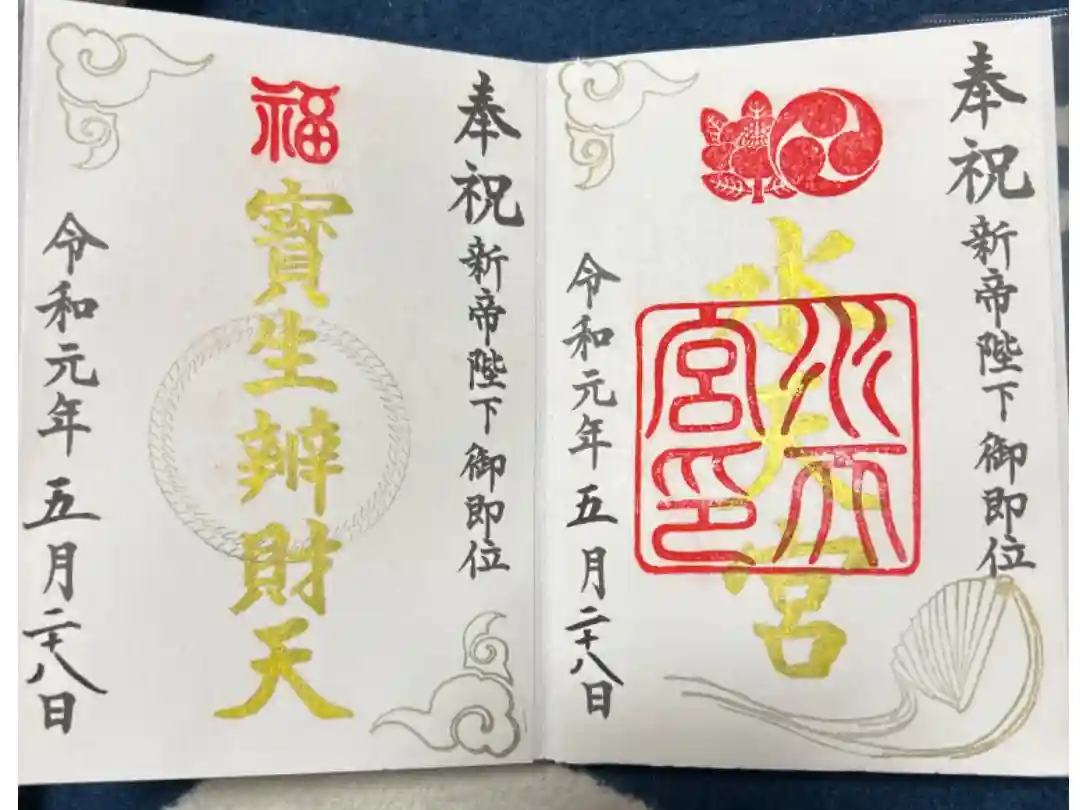 奉祝 新帝陛下御即位
水天宮
水天宮印
令和元年 五月二十八日
奉祝 新帝陛下御即位
福
寳生辨財天
令和元年 五月二十八日